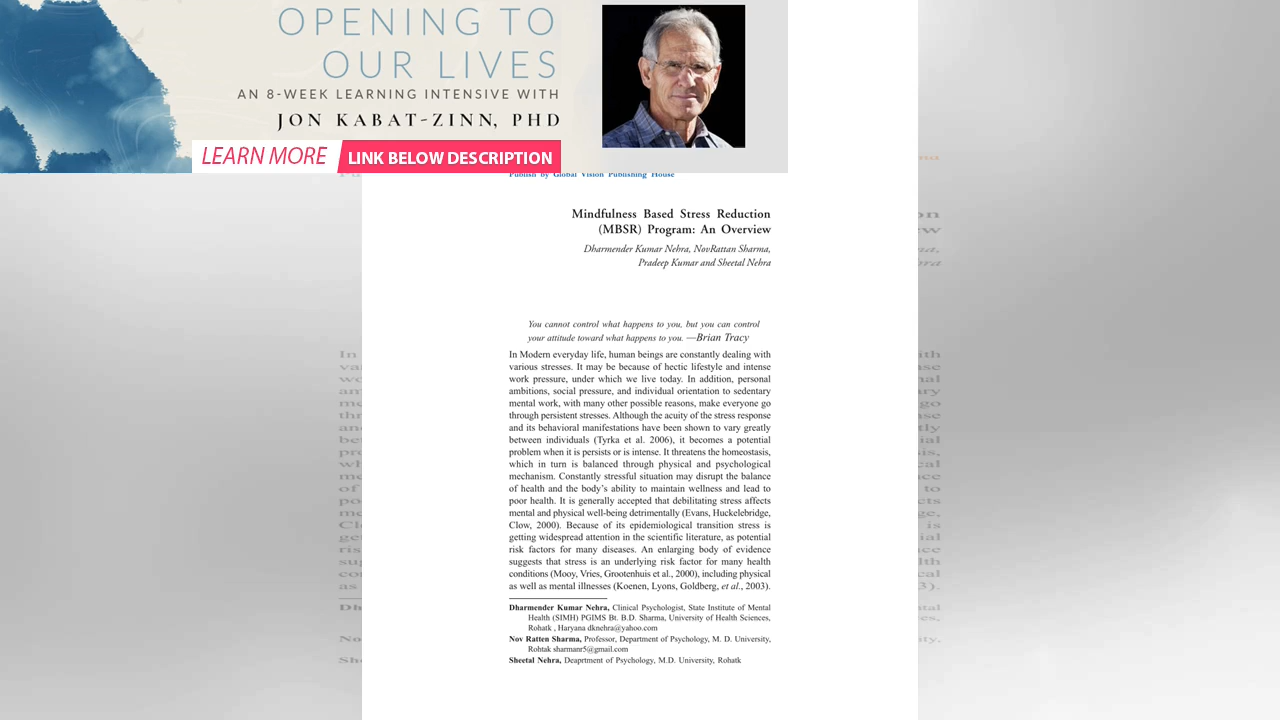 OPENING TO
OUR LIVES
AN 8-WEEK LEARNING INTENSIVE WITH
JON KABAT-ZINN, PHD
LEARN MORE LINK BELOW DESCRIPTION
Publish by Global Vision Publishing House
Mindfulness Based Stress Reduction
(MBSR) Program: An Overview
Dharmender Kumar Nehra, NovRattan Sharma,
Pradeep Kumar and Sheetal Nehra
You cannot control what happens to you, but you can control
your attitude toward what happens to you. —Brian Tracy
In Modern everyday life, human beings are constantly dealing with
various stresses. It may be because of hectic lifestyle and intense
work pressure, under which we live today. In addition, personal
ambitions, social pressure, and individual orientation to sedentary
mental work, with many other possible reasons, make everyone go
through persistent stresses. Although the acuity of the stress response
and its behavioral manifestations have been shown to vary greatly
between individuals (Tyrka et al. 2006), it becomes a potential
problem when it is persists or is intense. It threatens the homeostasis,
which in turn is balanced through physical and psychological
mechanism. Constantly stressful situation may disrupt the balance
of health and the body's ability to maintain wellness and lead to
poor health. It is generally accepted that debilitating stress affects
mental and physical well-being detrimentally (Evans, Huckelebridge,
Clow, 2000). Because of its epidemiological transition stress is
getting widespread attention in the scientific literature, as potential
risk factors for many diseases. An enlarging body of evidence
suggests that stress is an underlying risk factor for many health
conditions (Mooy, Vries, Grootenhuis et al., 2000), including physical
as well as mental illnesses (Koenen, Lyons, Goldberg, et al., 2003).
Dharmender Kumar Nehra, Clinical Psychologist, State Institute of Mental
Health (SIMH) PGIMS Bt. B.D. Sharma, University of Health Sciences,
Rohatk , Haryana dknehra@yahoo.com
Nov Ratten Sharma, Professor, Department of Psychology, M. D. University,
Rohtak sharmanr5@gmail.com
Sheetal Nehra, Deaprtment of Psychology, M.D. University, Rohatk